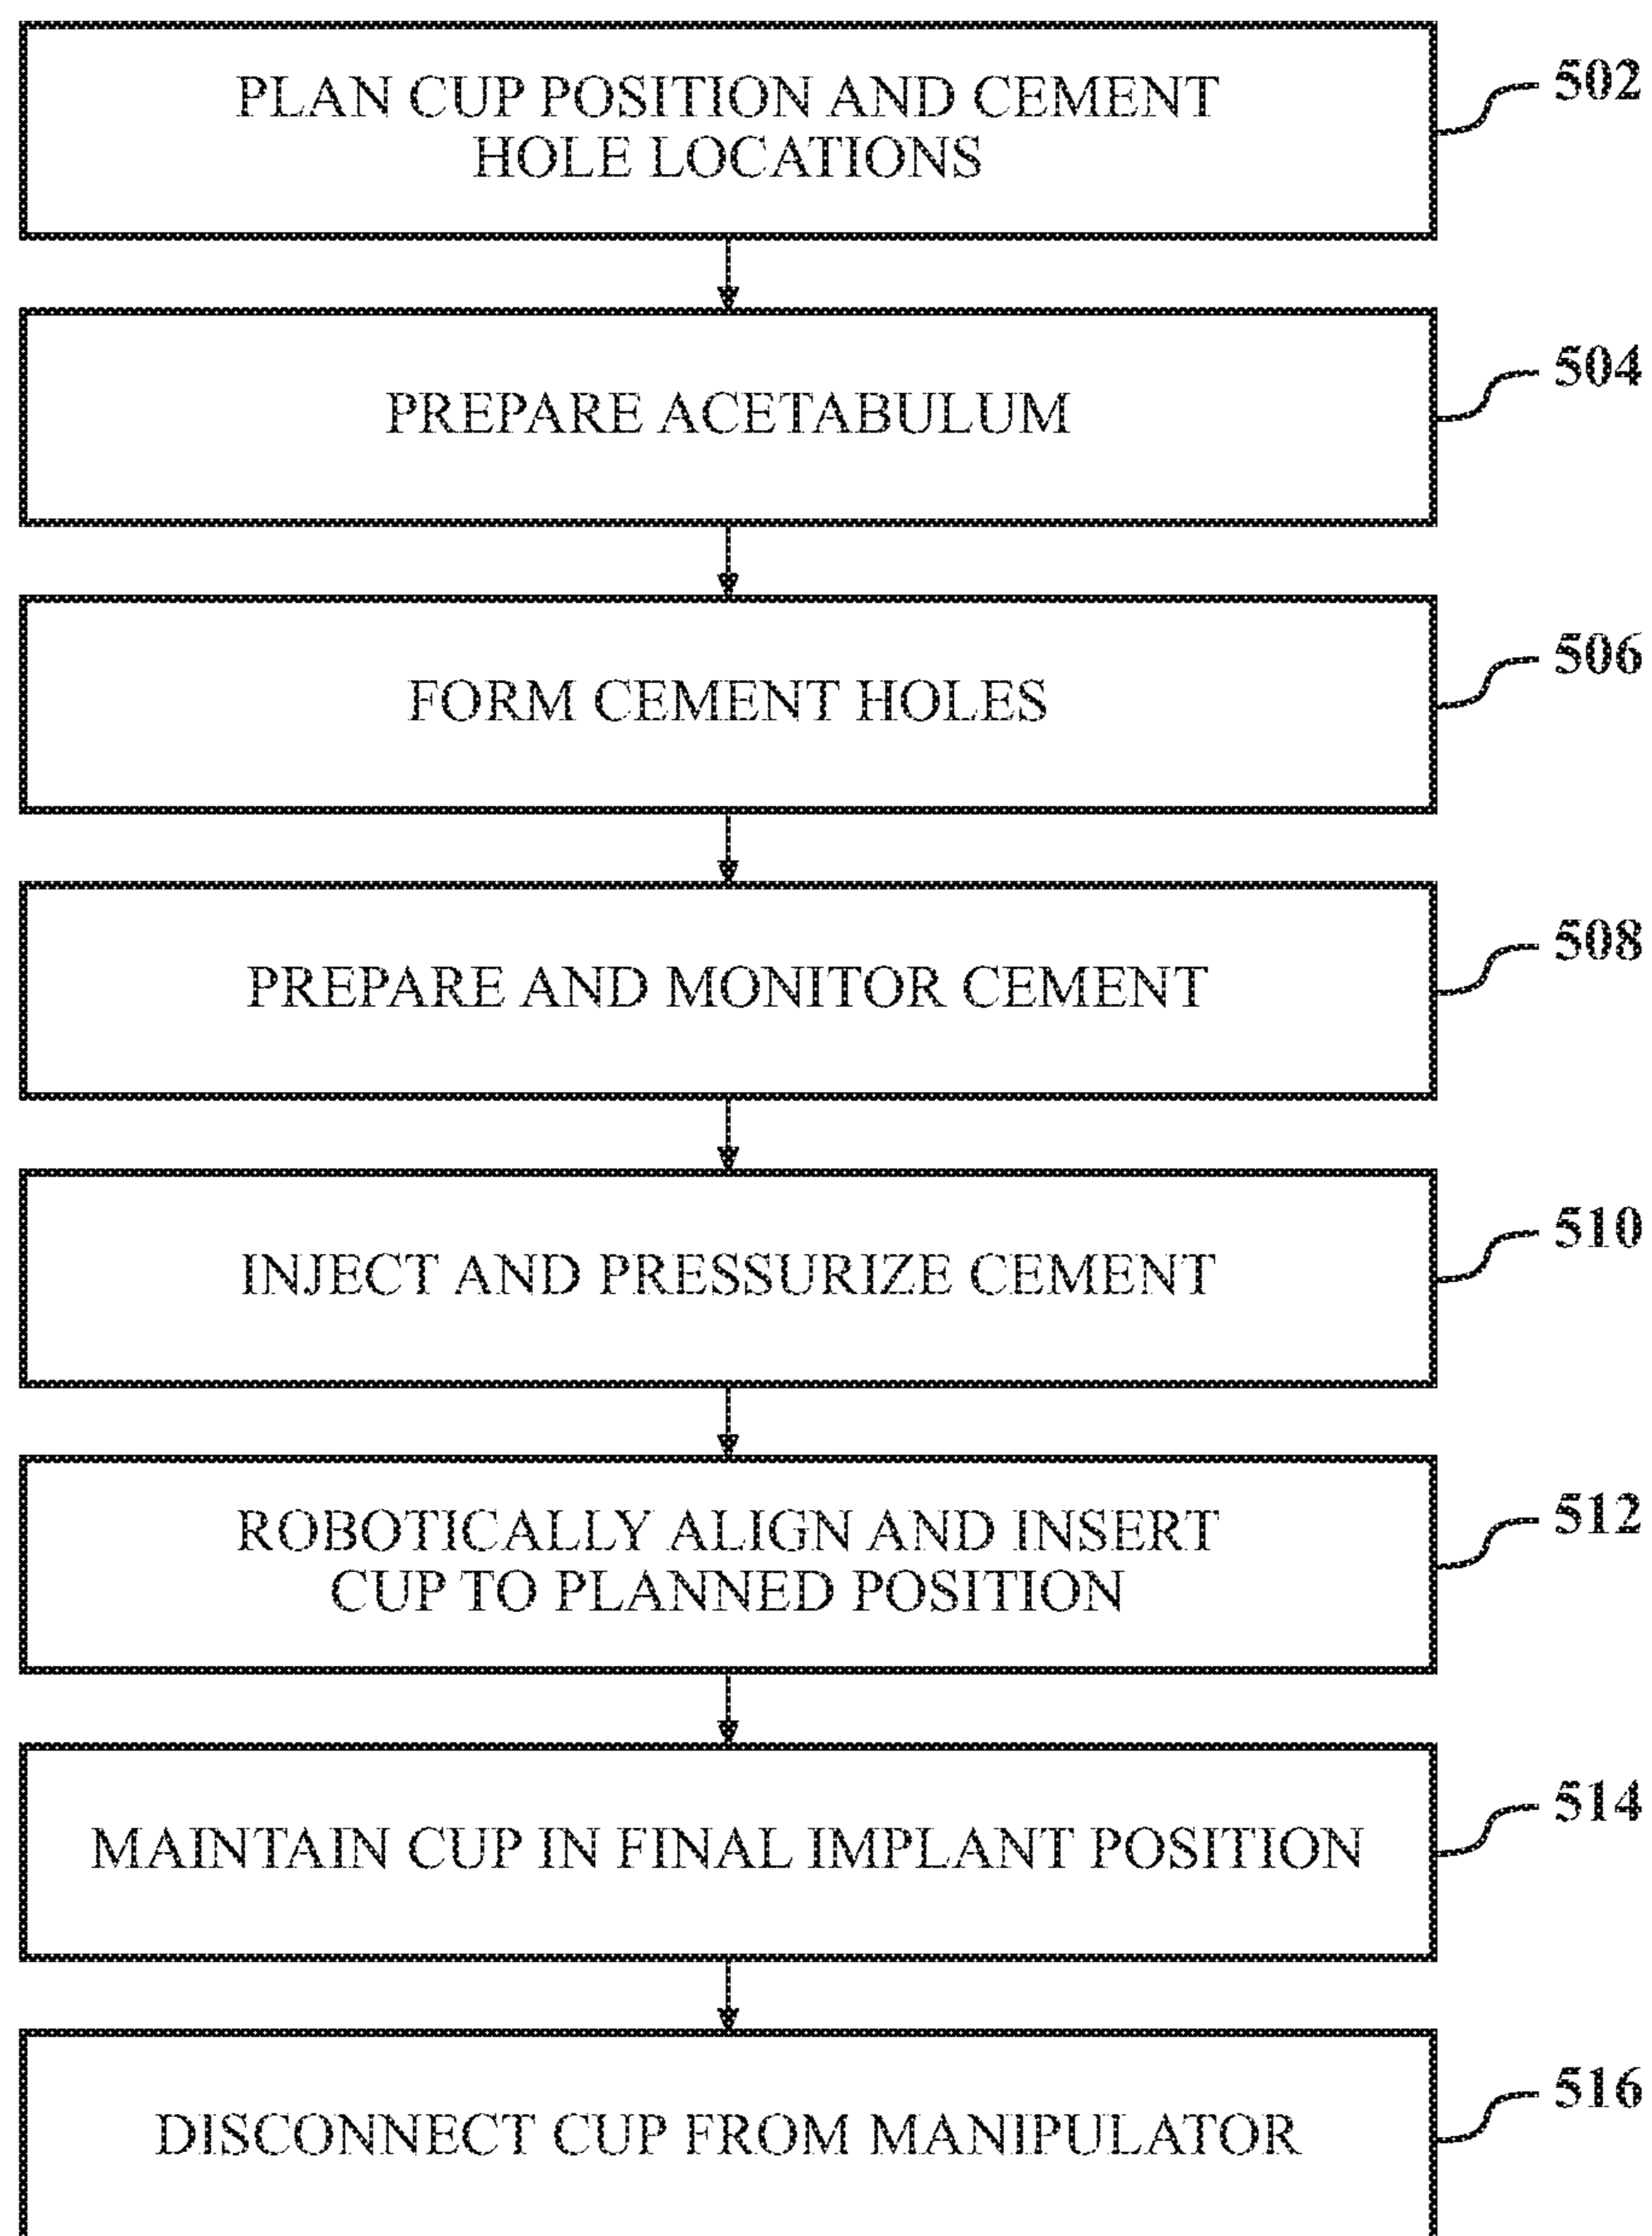 PLAN CUP POSITION AND CEMENT
HOLE LOCATIONS
502
PREPARE ACETABULUM
504
FORM CEMENT HOLES
506
PREPARE AND MONITOR CEMENT
508
INJECT AND PRESSURIZE CEMENT
510
ROBOTICALLY ALIGN AND INSERT
CUP TO PLANNED POSITION
512
MAINTAIN CUP IN FINAL IMPLANT POSITION
514
DISCONNECT CUP FROM MANIPULATOR
516